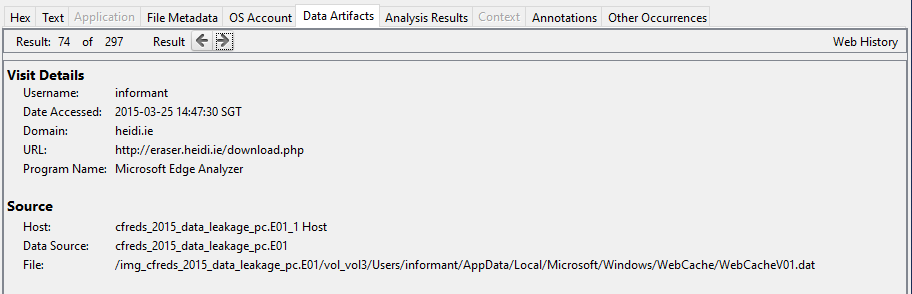 Hex Text Application File Metadata OS Account Data Artifacts Analysis Results Context Annotations Other Occurrences
Result: 74 of 297 Result Web History
Visit Details
Username: informant
Date Accessed: 2015-03-25 14:47:30 SGT
Domain: heidi.ie
URL: http://eraser.heidi.ie/download.php
Program Name: Microsoft Edge Analyzer
Source
Host: cfreds_2015_data_leakage_pc.E01_1 Host
Data Source: cfreds_2015_data_leakage_pc.E01
File: /img_cfreds_2015_data_leakage_pc.E01/vol_vol3/Users/informant/AppData/Local/Microsoft/Windows/WebCache/WebCacheV01.dat